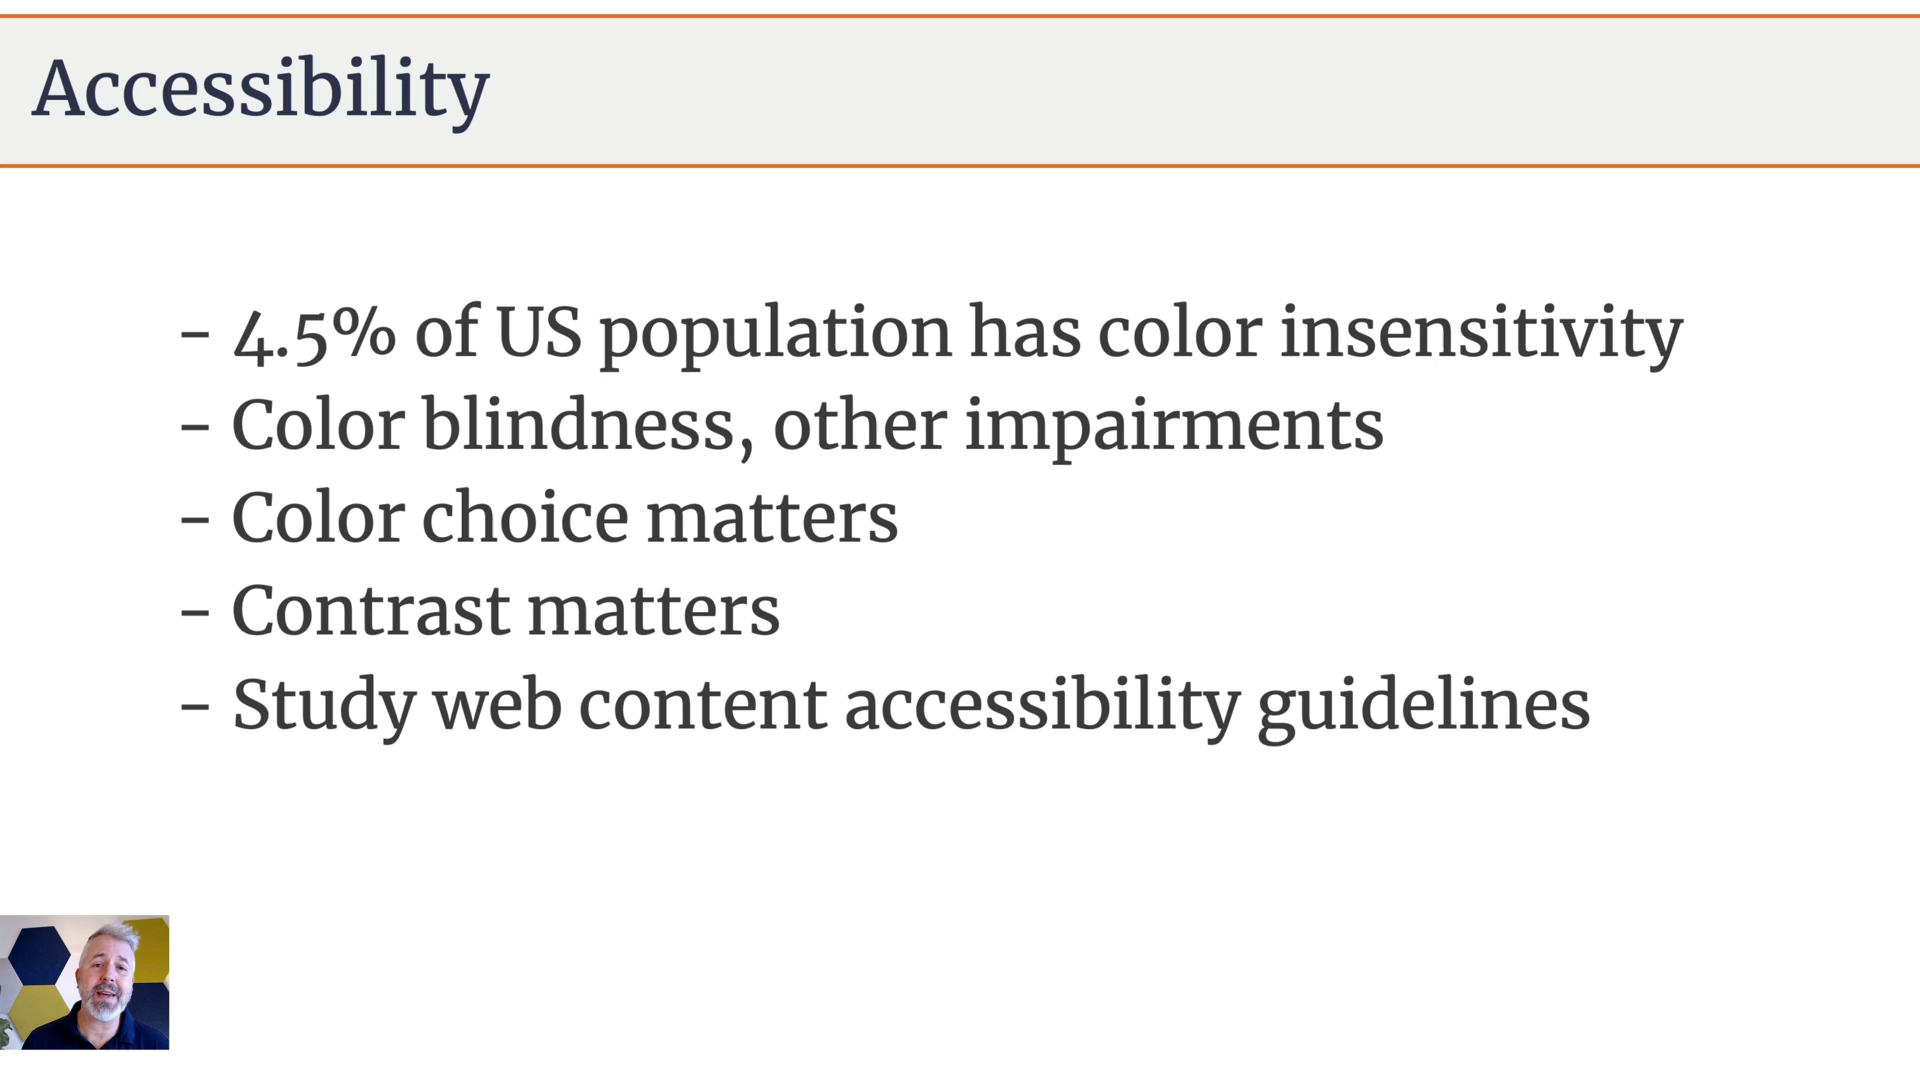 Accessibility
- 4.5% of US population has color insensitivity
- Color blindness, other impairments
- Color choice matters
- Contrast matters
- Study web content accessibility guidelines